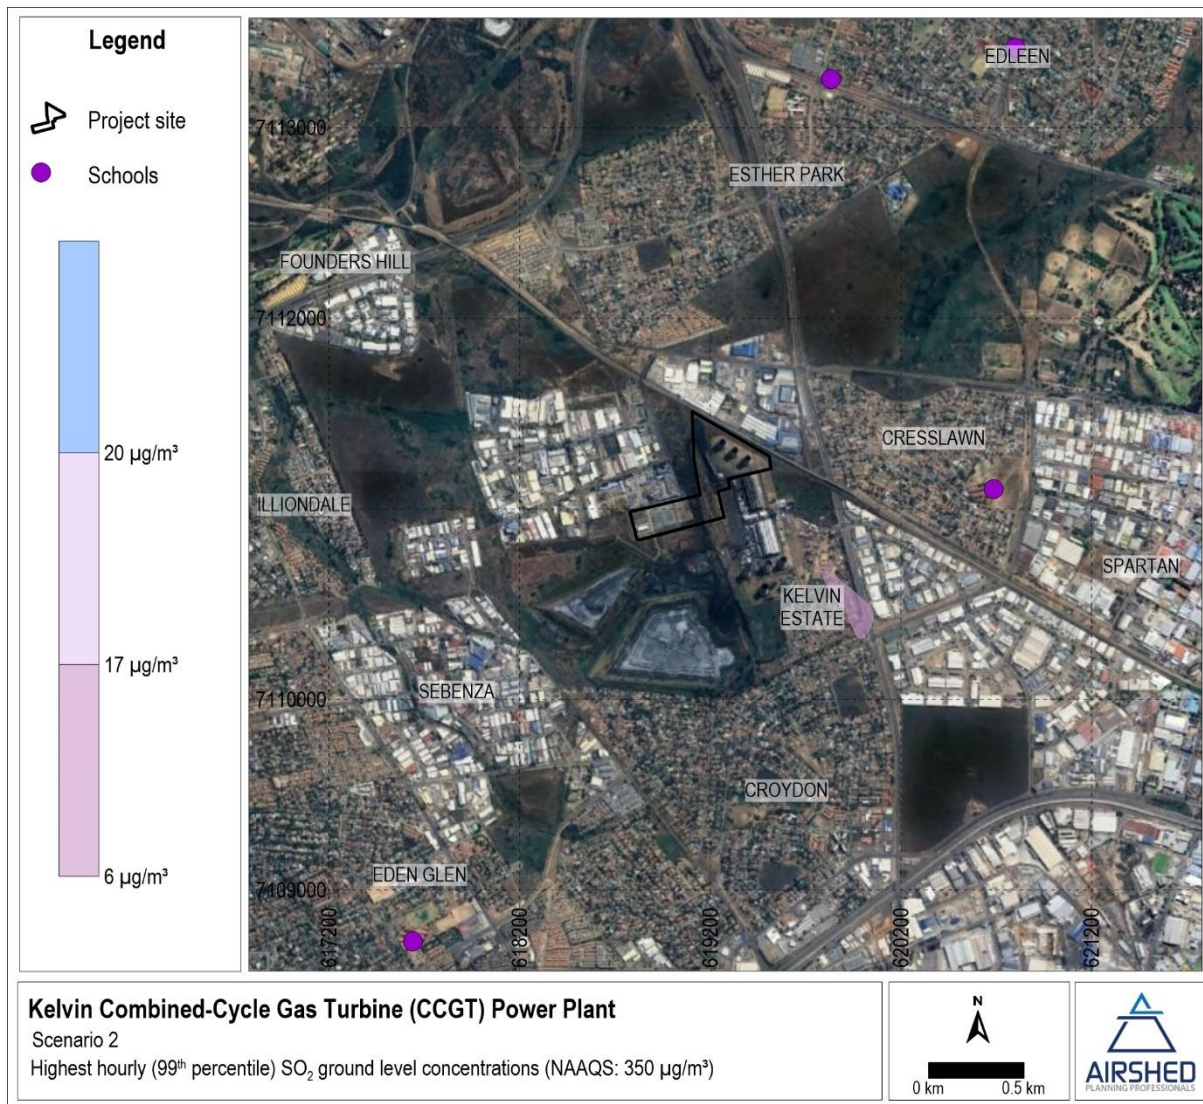 Legend
Project site
Schools
20 µg/m³
17 µg/m³
6 µg/m³
EDLEEN
7113000
ESTHER PARK
FOUNDERS HILL
7112000
CRESSLAWN
ILLIONDALE
SPARTAN
KELVIN
ESTATE
SEBENZA
7110000
CROYDON
EDEN GLEN
7109000
617200
618200
619200
620200
621200
Kelvin Combined-Cycle Gas Turbine (CCGT) Power Plant
Scenario 2
Highest hourly (99th percentile) SO₂ ground level concentrations (NAAQS: 350 µg/m³)
N
0 km 0.5 km
AIRSHED
PLANNING PROFESSIONALS